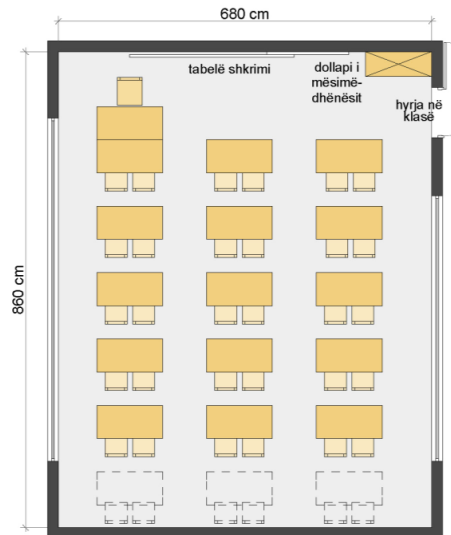 680 cm
tabelë shkrimi
dollapi i
mësimë-
dhënësit
hyrja në
klasë
860 cm